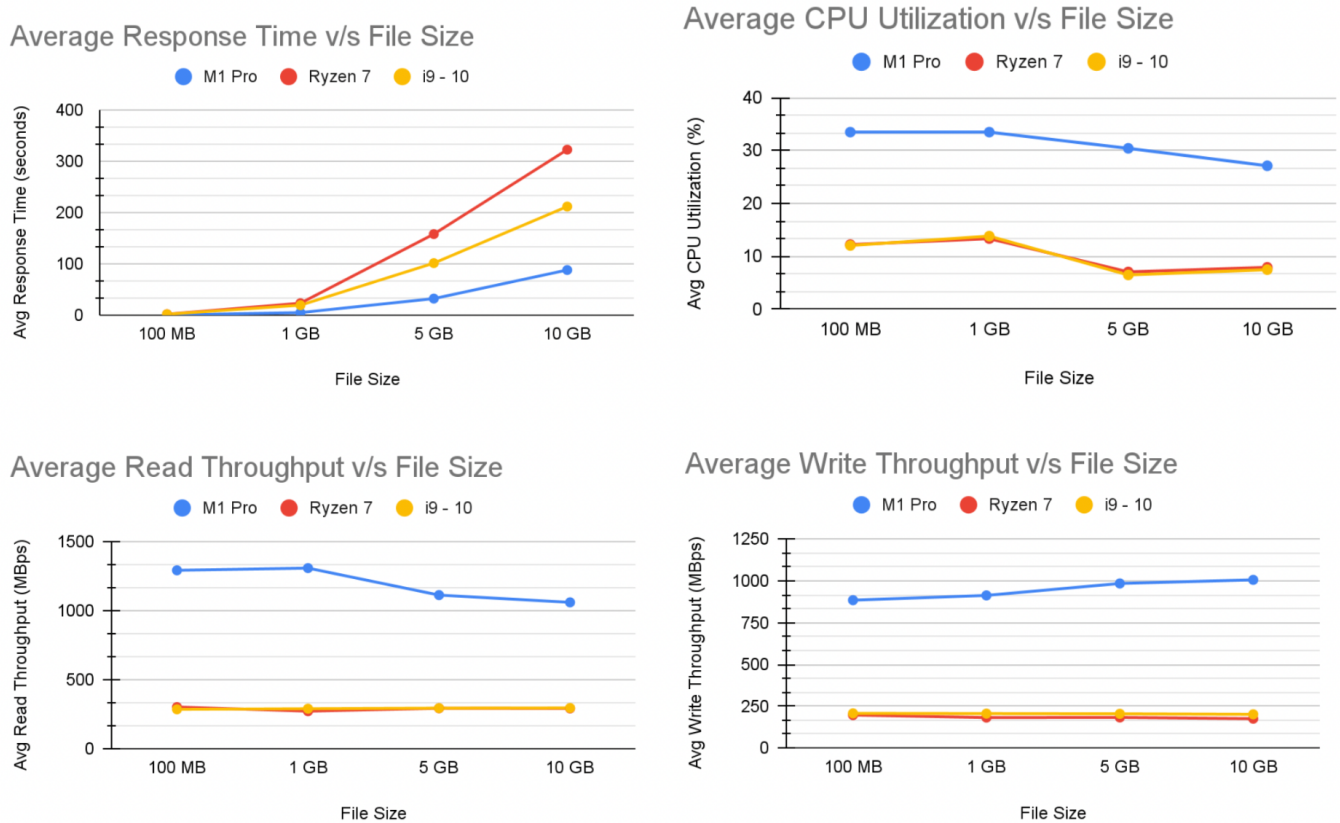 Average Response Time v/s File Size
M1 Pro Ryzen 7 i9 - 10
Avg Response Time (seconds)
400
300
200
100
0
100 MB 1 GB 5 GB 10 GB
File Size
Average CPU Utilization v/s File Size
M1 Pro Ryzen 7 i9 - 10
Avg CPU Utilization (%)
40
30
20
10
0
100 MB 1 GB 5 GB 10 GB
File Size
Average Read Throughput v/s File Size
M1 Pro Ryzen 7 i9 - 10
Avg Read Throughput (MBps)
1500
1000
500
0
100 MB 1 GB 5 GB 10 GB
File Size
Average Write Throughput v/s File Size
M1 Pro Ryzen 7 i9 - 10
Avg Write Throughput (MBps)
1250
1000
750
500
250
0
100 MB 1 GB 5 GB 10 GB
File Size